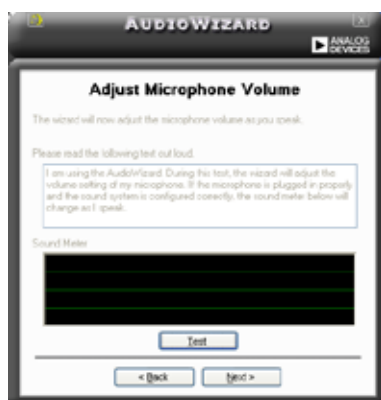 AUDIOWIZARD
ANALOG
DEVICES
Adjust Microphone Volume
The wizard will now adjust the microphone volume as you speak.
Please read the following text out loud.
I am using the AudioWizard. During this test, the wizard will adjust the
volume setting of my microphone. If the microphone is plugged in properly
and the sound system is configured correctly, the sound meter below will
change as I speak.
Sound Meter
Test
< Back
Next >